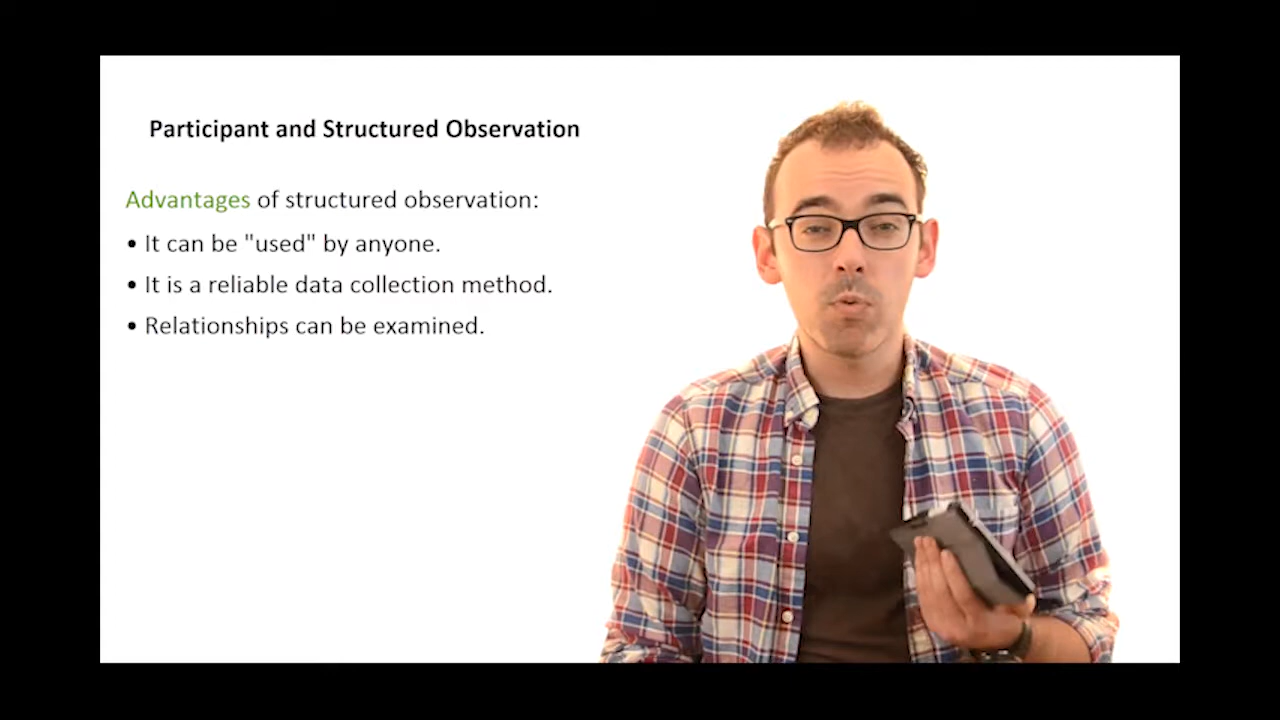 Participant and Structured Observation
Advantages of structured observation:
• It can be "used" by anyone.
• It is a reliable data collection method.
• Relationships can be examined.